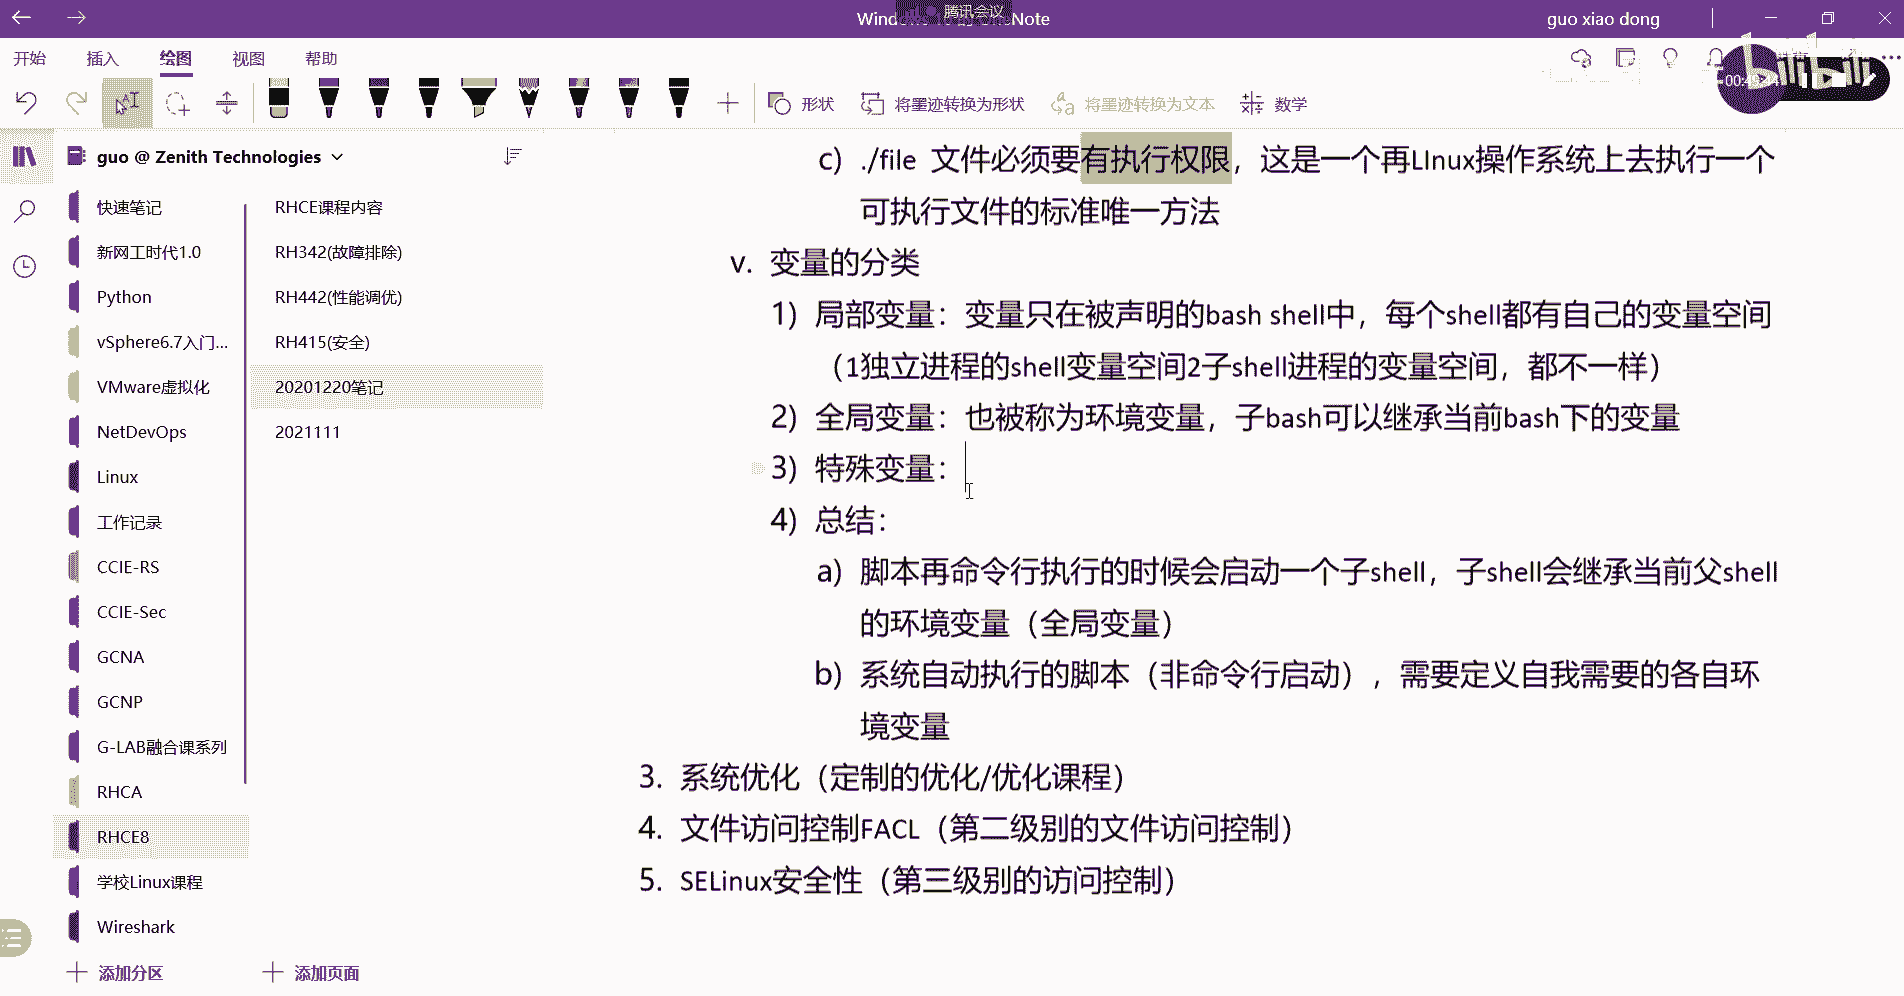 腾讯会议
guo xiao dong
开始 插入 绘图 视图 帮助
形状 将墨迹转换为形状 将墨迹转换为文本 数学
bilibili
guo @ Zenith Technologies
快速笔记
新网工时代1.0
Python
vSphere6.7入门...
VMware虚拟化
NetDevOps
Linux
工作记录
CCIE-RS
CCIE-Sec
GCNA
GCNP
G-LAB融合课系列
RHCA
RHCE8
学校Linux课程
Wireshark
添加分区
RHCE课程内容
RH342(故障排除)
RH442(性能调优)
RH415(安全)
20201220笔记
2021111
添加页面
c) ./file 文件必须要有执行权限，这是一个再LInux操作系统上去执行一个
可执行文件的标准唯一方法
v. 变量的分类
1) 局部变量：变量只在被声明的bash shell中，每个shell都有自己的变量空间
（1独立进程的shell变量空间2子shell进程的变量空间，都不一样）
2) 全局变量：也被称为环境变量，子bash可以继承当前bash下的变量
3) 特殊变量：
4) 总结：
a) 脚本再命令行执行的时候会启动一个子shell，子shell会继承当前父shell
的环境变量（全局变量）
b) 系统自动执行的脚本（非命令行启动），需要定义自我需要的各自环
境变量
3. 系统优化（定制的优化/优化课程）
4. 文件访问控制FACL（第二级别的文件访问控制）
5. SELinux安全性（第三级别的访问控制）